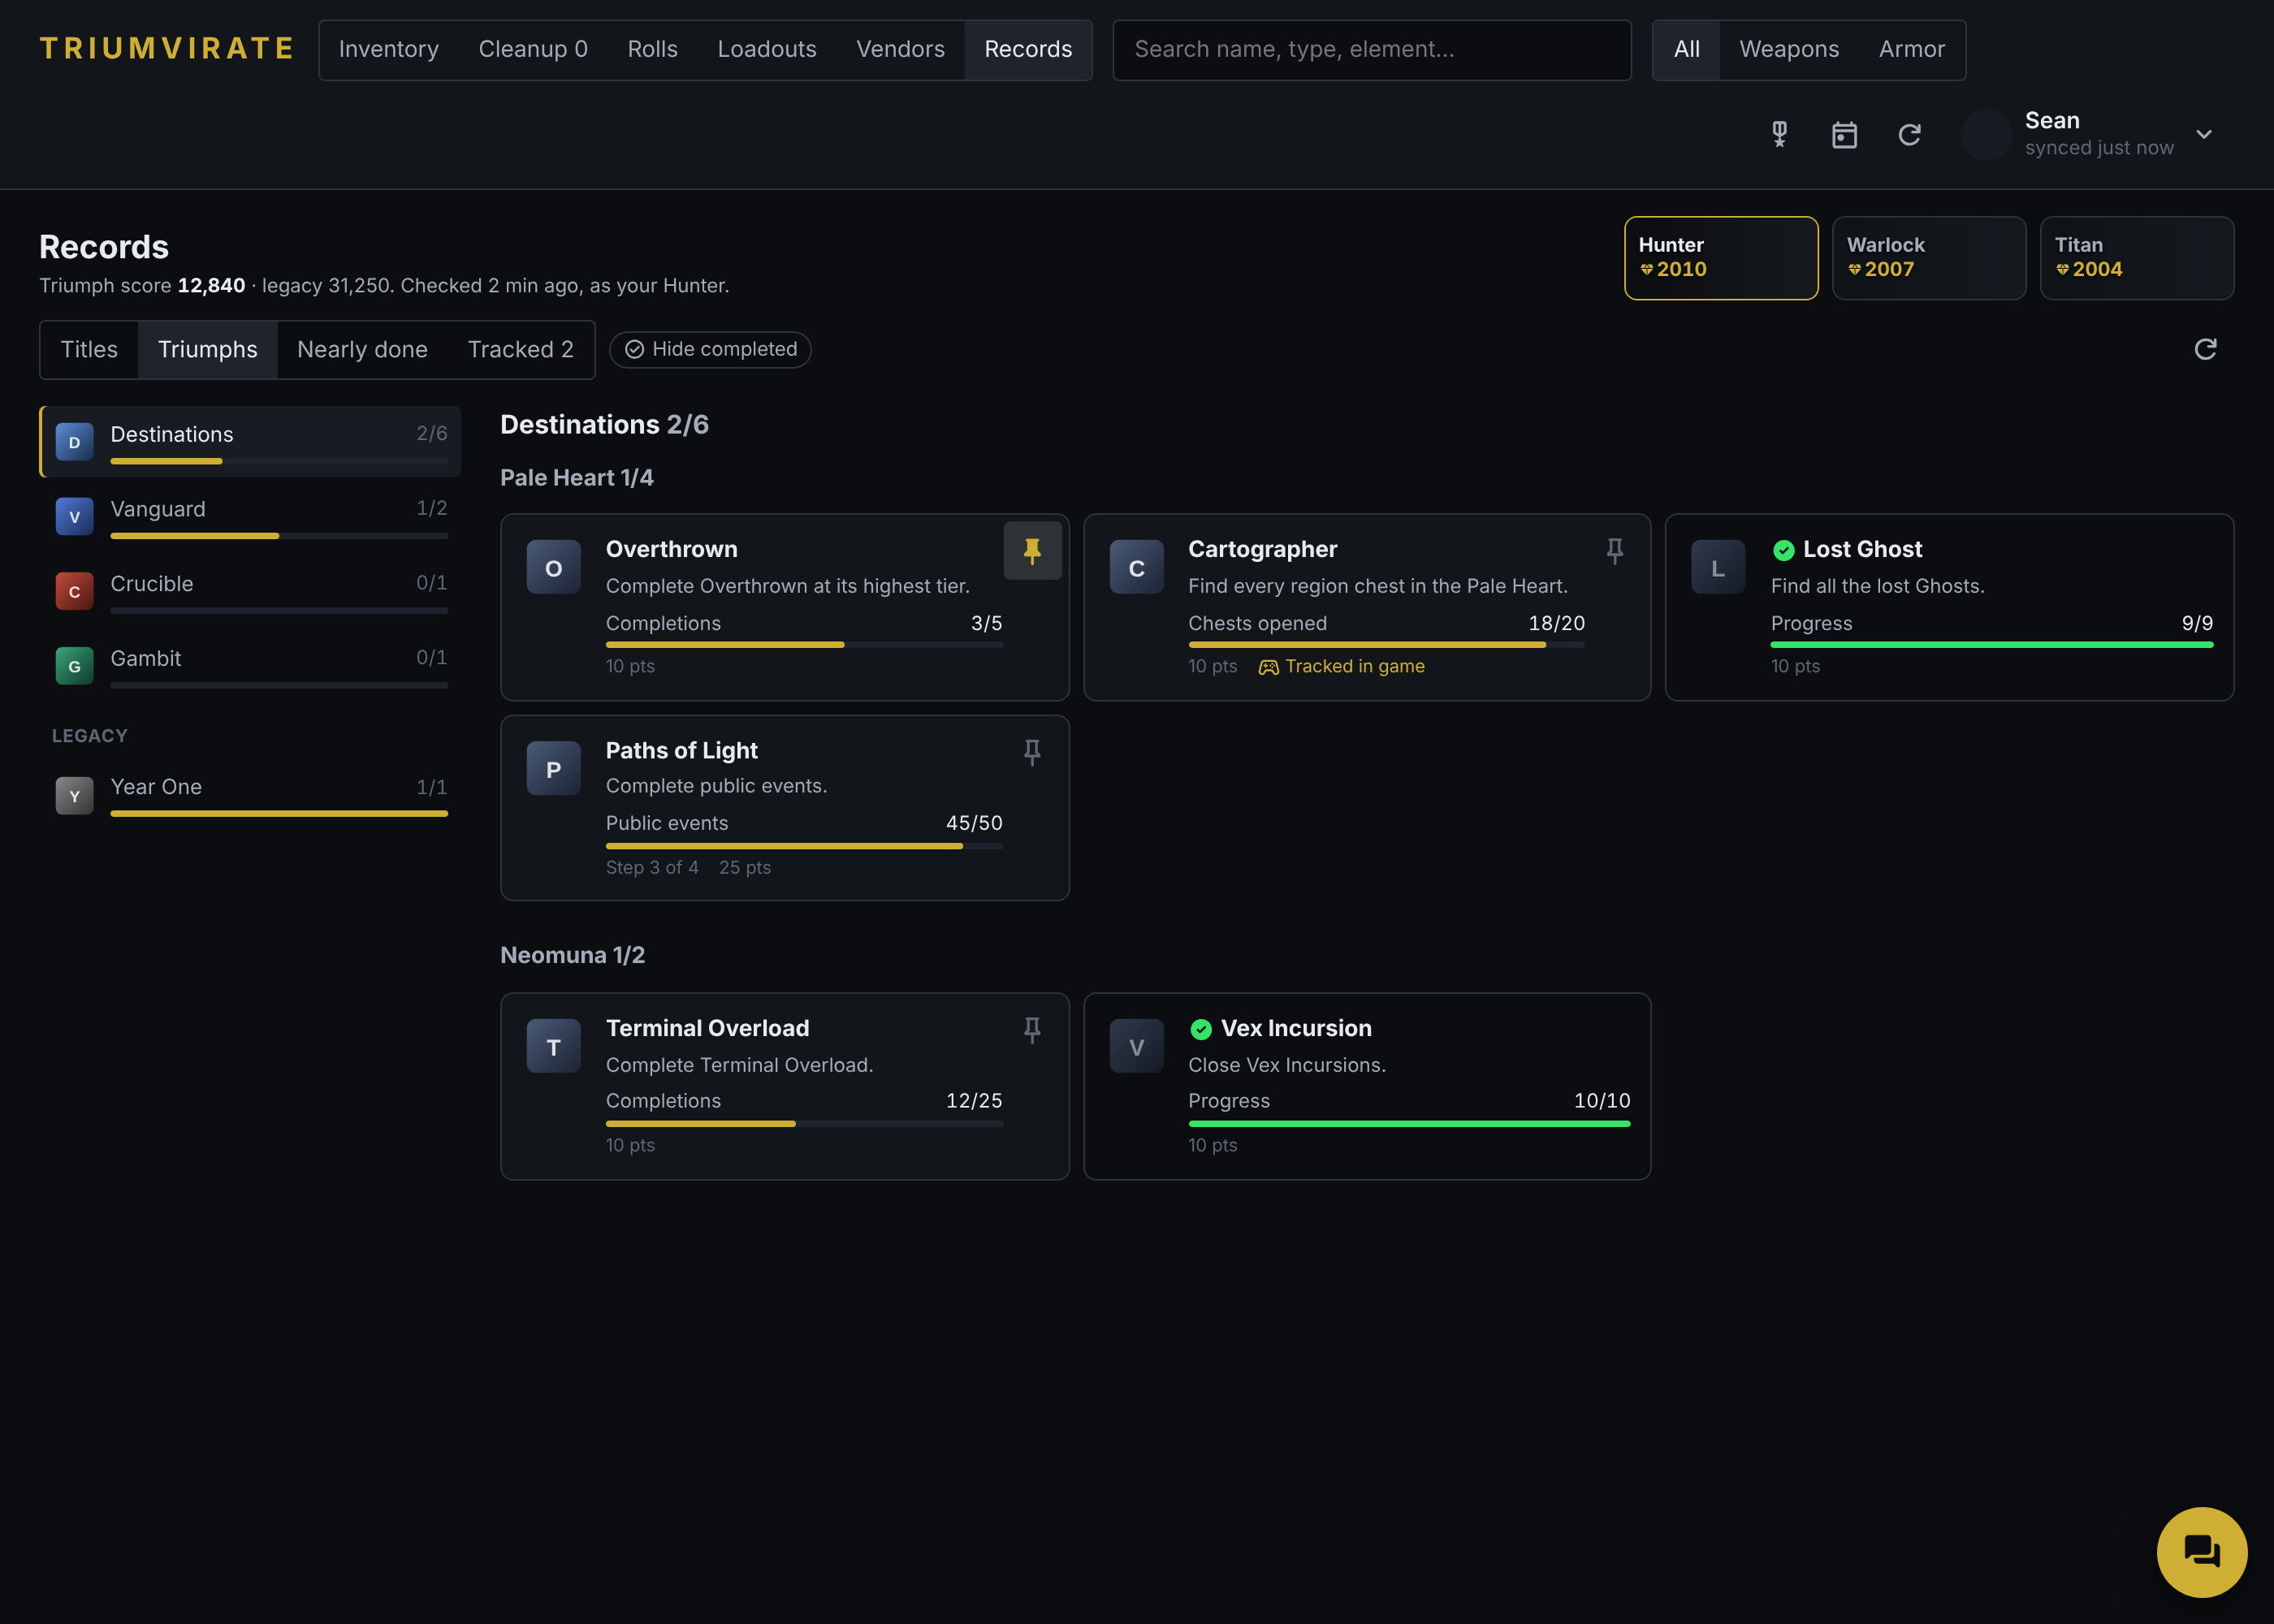 TRIUMVIRATE Inventory Cleanup 0 Rolls Loadouts Vendors Records Search name, type, element... All Weapons Armor
Sean
synced just now
Records
Triumph score 12,840 · legacy 31,250. Checked 2 min ago, as your Hunter.
Hunter
2010
Warlock
2007
Titan
2004
Titles Triumphs Nearly done Tracked 2 Hide completed
D Destinations 2/6
V Vanguard 1/2
C Crucible 0/1
G Gambit 0/1
LEGACY
Y Year One 1/1
Destinations 2/6
Pale Heart 1/4
O
Overthrown
Complete Overthrown at its highest tier.
Completions 3/5
10 pts
C
Cartographer
Find every region chest in the Pale Heart.
Chests opened 18/20
10 pts Tracked in game
L
Lost Ghost
Find all the lost Ghosts.
Progress 9/9
10 pts
P
Paths of Light
Complete public events.
Public events 45/50
Step 3 of 4 25 pts
Neomuna 1/2
T
Terminal Overload
Complete Terminal Overload.
Completions 12/25
10 pts
V
Vex Incursion
Close Vex Incursions.
Progress 10/10
10 pts